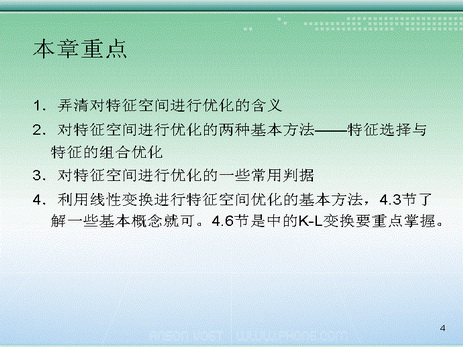 本章重点
1．弄清对特征空间进行优化的含义
2．对特征空间进行优化的两种基本方法——特征选择与
特征的组合优化
3．对特征空间进行优化的一些常用判据
4．利用线性变换进行特征空间优化的基本方法，4.3节了
解一些基本概念就可。4.6节是中的K-L变换要重点掌握。
4